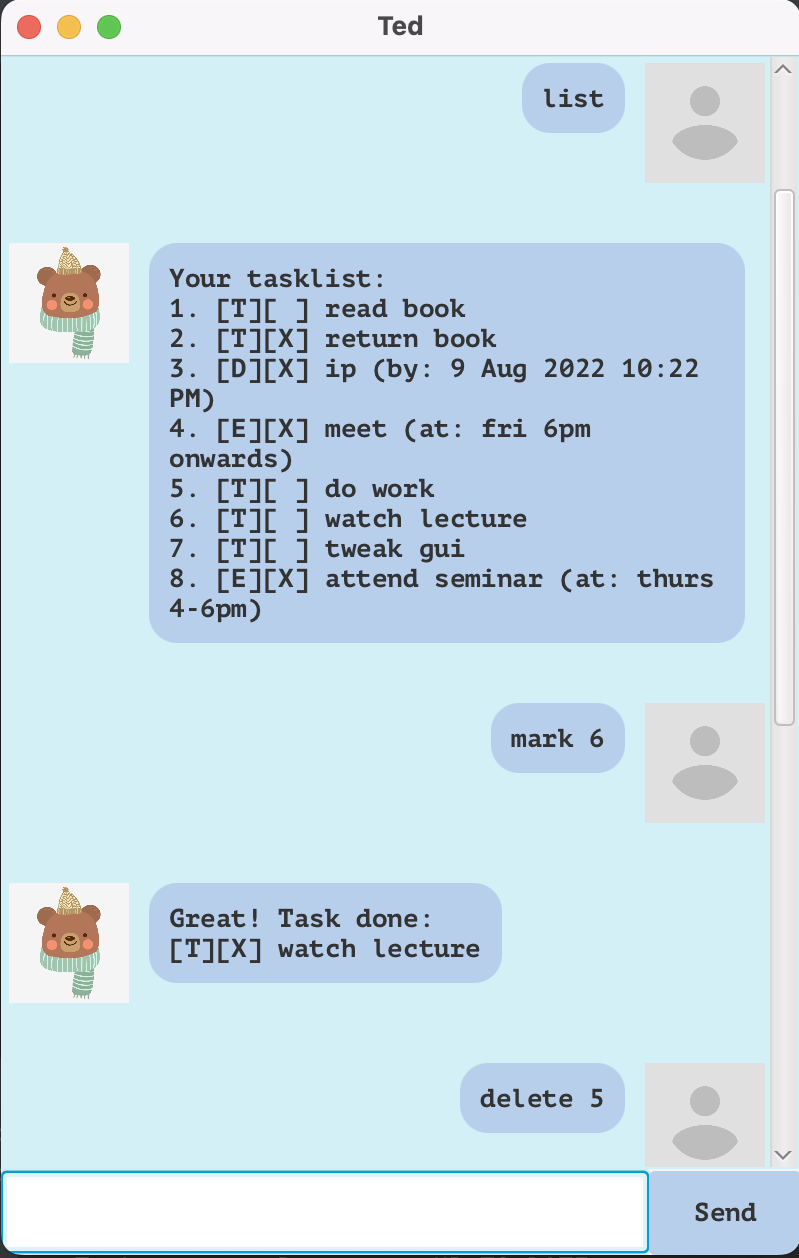 Ted
list
Your tasklist:
1. [T][ ] read book
2. [T][X] return book
3. [D][X] ip (by: 9 Aug 2022 10:22
PM)
4. [E][X] meet (at: fri 6pm
onwards)
5. [T][ ] do work
6. [T][ ] watch lecture
7. [T][ ] tweak gui
8. [E][X] attend seminar (at: thurs
4-6pm)
mark 6
Great! Task done:
[T][X] watch lecture
delete 5
Send